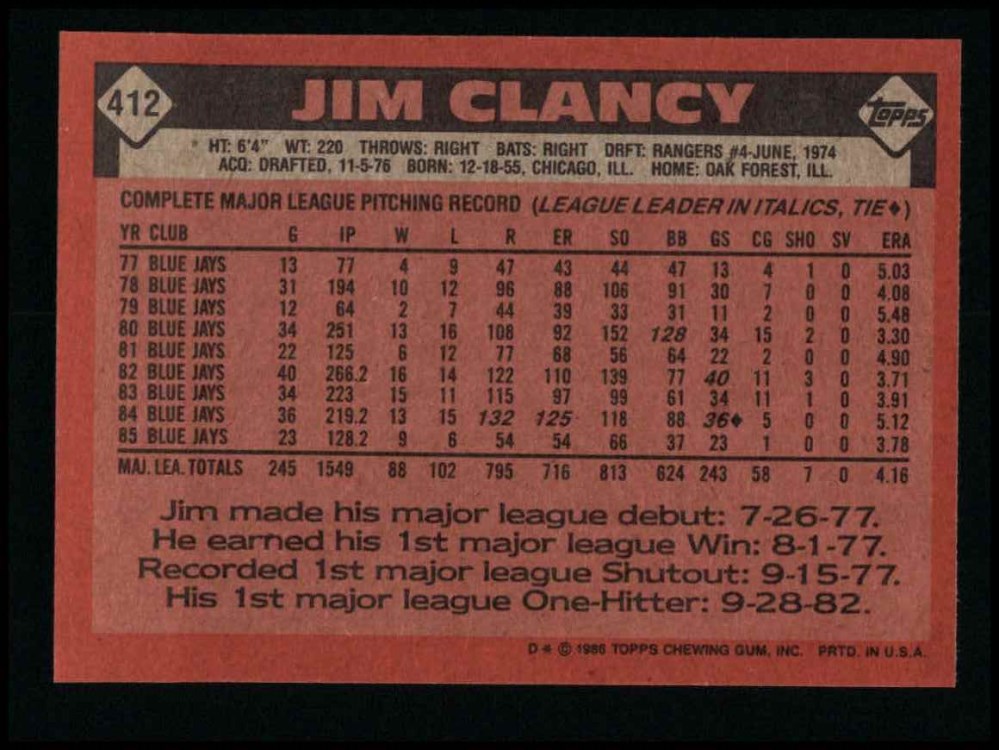 412 JIM CLANCY Topps
* HT: 6'4" WT: 220 THROWS: RIGHT BATS: RIGHT DRFT: RANGERS #4-JUNE, 1974
ACQ: DRAFTED, 11-5-76 BORN: 12-18-55, CHICAGO, ILL. HOME: OAK FOREST, ILL.
COMPLETE MAJOR LEAGUE PITCHING RECORD (LEAGUE LEADER IN ITALICS, TIE♦)
YR CLUB G IP W L R ER SO BB GS CG SHO SV ERA
77 BLUE JAYS 13 77 4 9 47 43 44 47 13 4 1 0 5.03
78 BLUE JAYS 31 194 10 12 96 88 106 91 30 7 0 0 4.08
79 BLUE JAYS 12 64 2 7 44 39 33 31 11 2 0 0 5.48
80 BLUE JAYS 34 251 13 16 108 92 152 128 34 15 2 0 3.30
81 BLUE JAYS 22 125 6 12 77 68 56 64 22 2 0 0 4.90
82 BLUE JAYS 40 266.2 16 14 122 110 139 77 40 11 3 0 3.71
83 BLUE JAYS 34 223 15 11 115 97 99 61 34 11 1 0 3.91
84 BLUE JAYS 36 219.2 13 15 132 125 118 88 36♦ 5 0 0 5.12
85 BLUE JAYS 23 128.2 9 6 54 54 66 37 23 1 0 0 3.78
MAJ. LEA. TOTALS 245 1549 88 102 795 716 813 624 243 58 7 0 4.16
Jim made his major league debut: 7-26-77.
He earned his 1st major league Win: 8-1-77.
Recorded 1st major league Shutout: 9-15-77.
His 1st major league One-Hitter: 9-28-82.
D* © 1986 TOPPS CHEWING GUM, INC. PRTD. IN U.S.A.